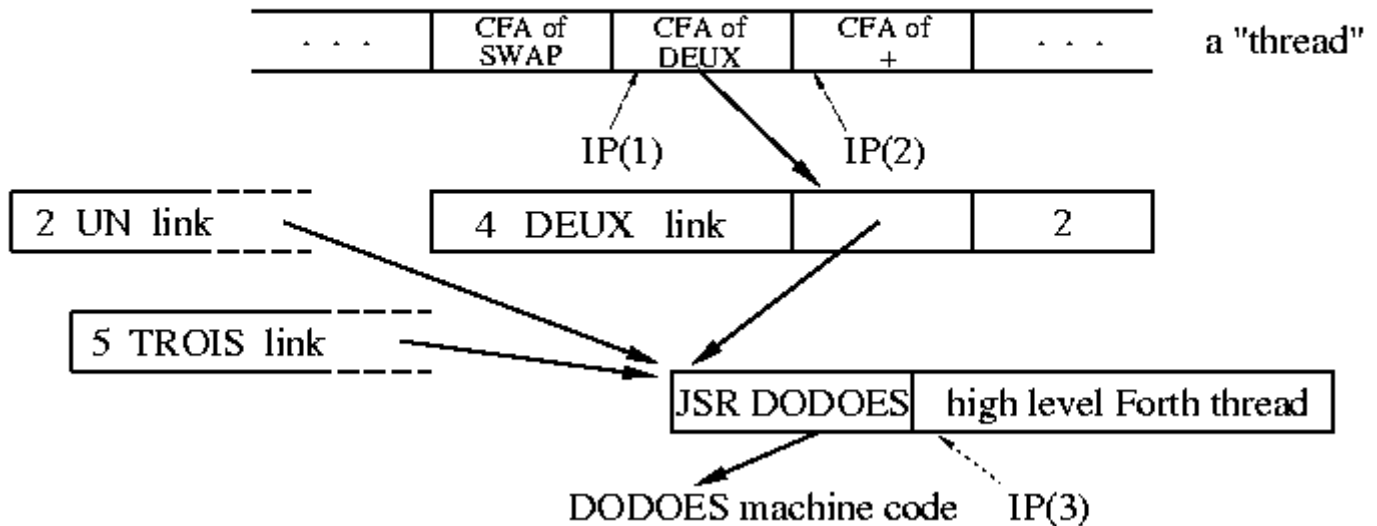 . . .
CFA of
SWAP
CFA of
DEUX
CFA of
+
. . .
a "thread"
IP(1)
IP(2)
2 UN link
4 DEUX link
2
5 TROIS link
JSR DODOES
high level Forth thread
DODOES machine code
IP(3)